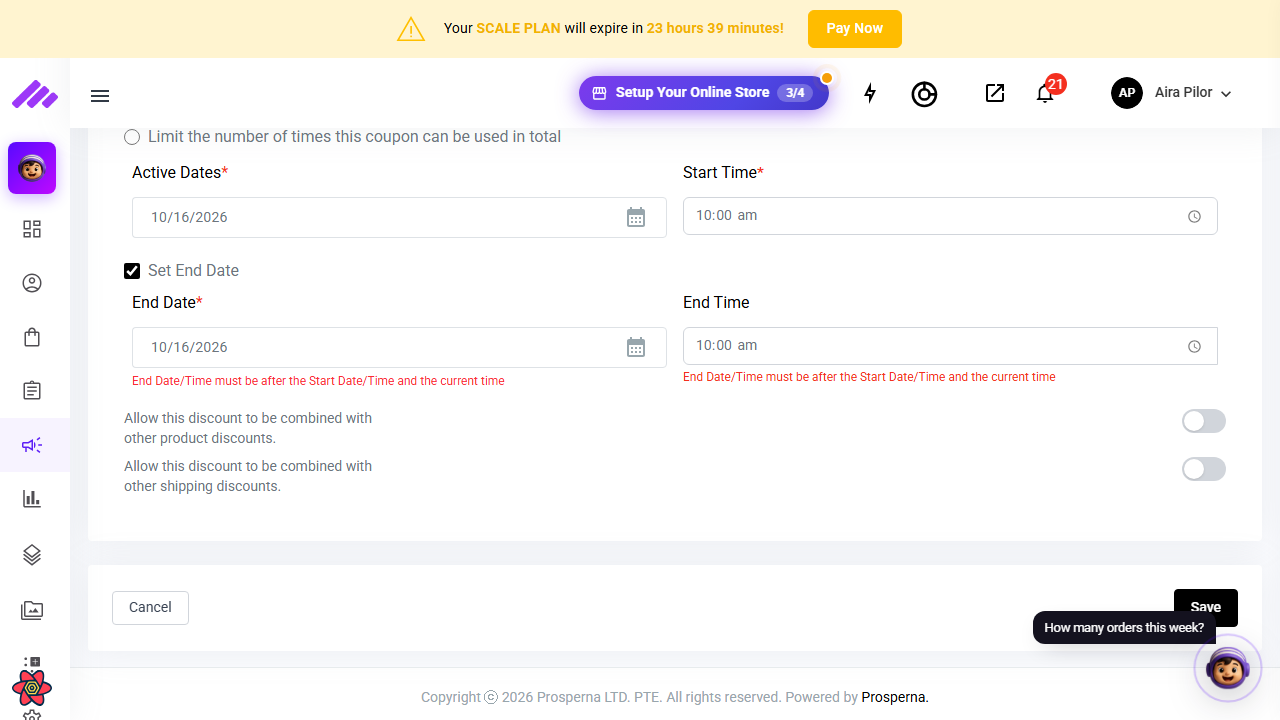 Your SCALE PLAN will expire in 23 hours 39 minutes!
Pay Now
Setup Your Online Store 3/4
21
AP
Aira Pilor
Limit the number of times this coupon can be used in total
Active Dates*
Start Time*
10/16/2026
10:00 am
Set End Date
End Date*
End Time
10/16/2026
10:00 am
End Date/Time must be after the Start Date/Time and the current time
End Date/Time must be after the Start Date/Time and the current time
Allow this discount to be combined with
other product discounts.
Allow this discount to be combined with
other shipping discounts.
Cancel
Save
How many orders this week?
Copyright © 2026 Prosperna LTD. PTE. All rights reserved. Powered by Prosperna.